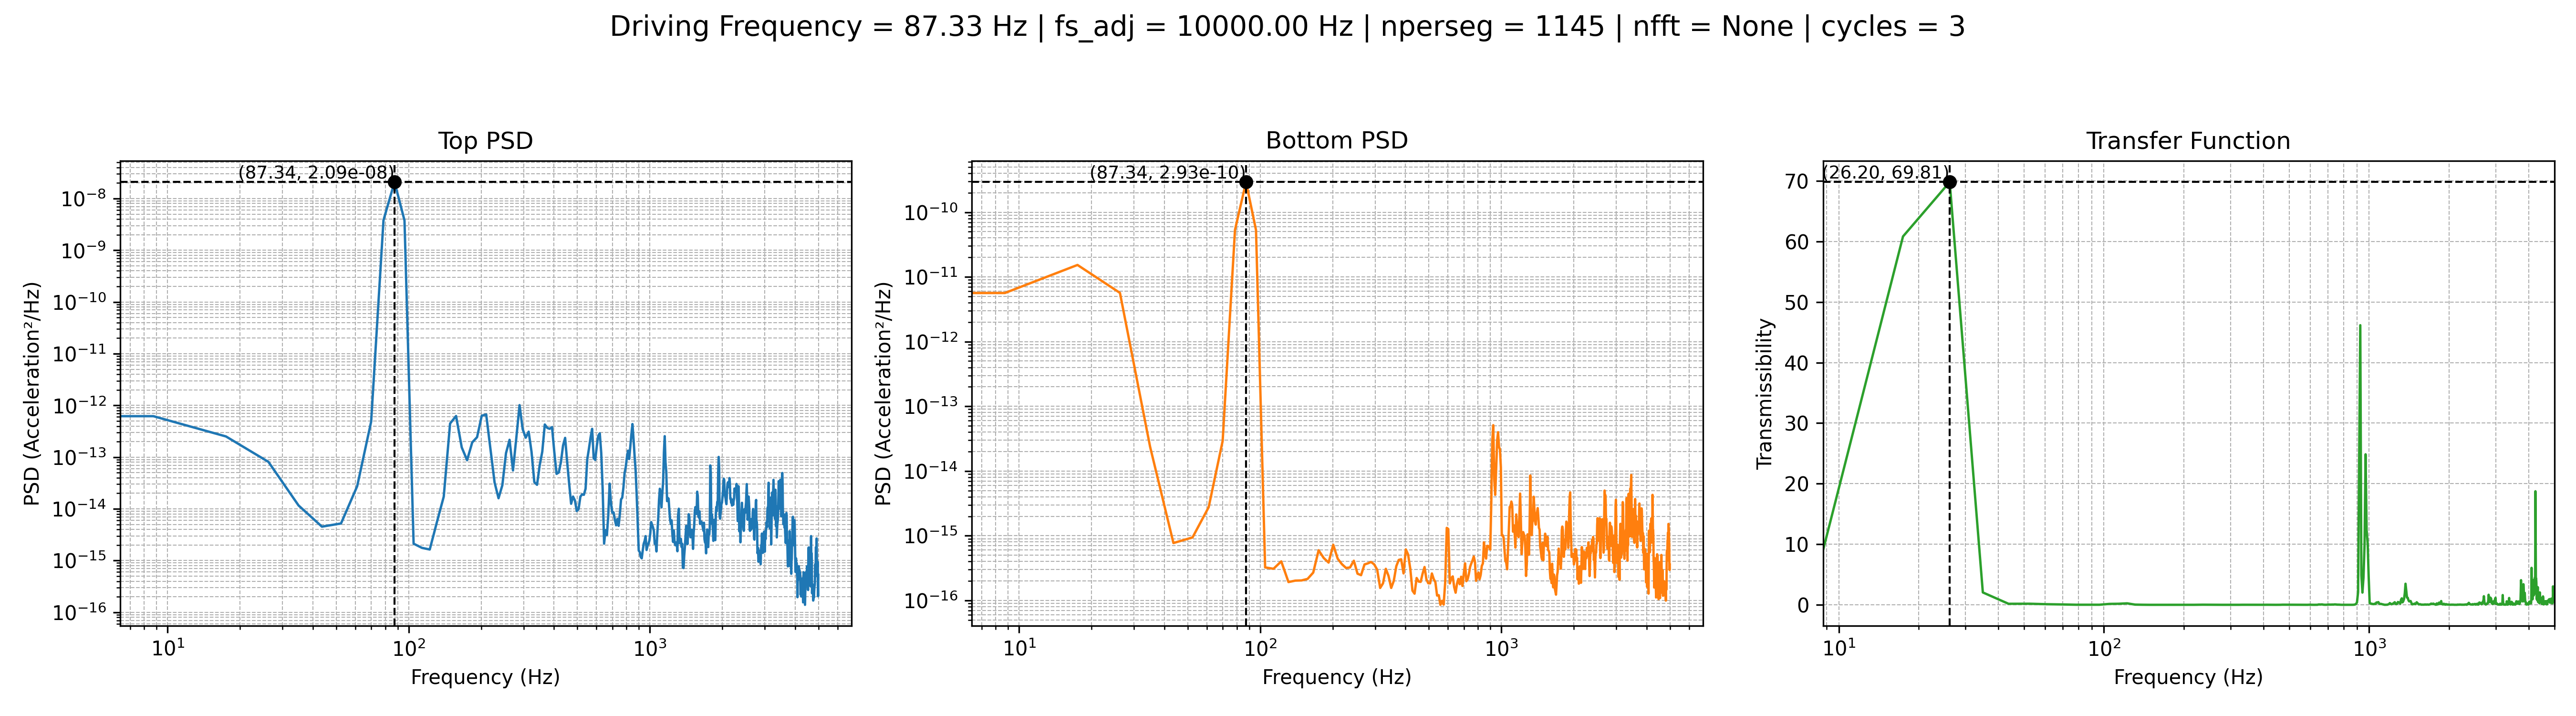 Driving Frequency = 87.33 Hz | fs_adj = 10000.00 Hz | nperseg = 1145 | nfft = None | cycles = 3
Top PSD
(87.34, 2.09e-08)
PSD (Acceleration²/Hz)
10⁻⁸
10⁻⁹
10⁻¹⁰
10⁻¹¹
10⁻¹²
10⁻¹³
10⁻¹⁴
10⁻¹⁵
10⁻¹⁶
10¹ 10² 10³
Frequency (Hz)
Bottom PSD
(87.34, 2.93e-10)
PSD (Acceleration²/Hz)
10⁻¹⁰
10⁻¹¹
10⁻¹²
10⁻¹³
10⁻¹⁴
10⁻¹⁵
10⁻¹⁶
10¹ 10² 10³
Frequency (Hz)
Transfer Function
(26.20, 69.81)
Transmissibility
70
60
50
40
30
20
10
0
10¹ 10² 10³
Frequency (Hz)